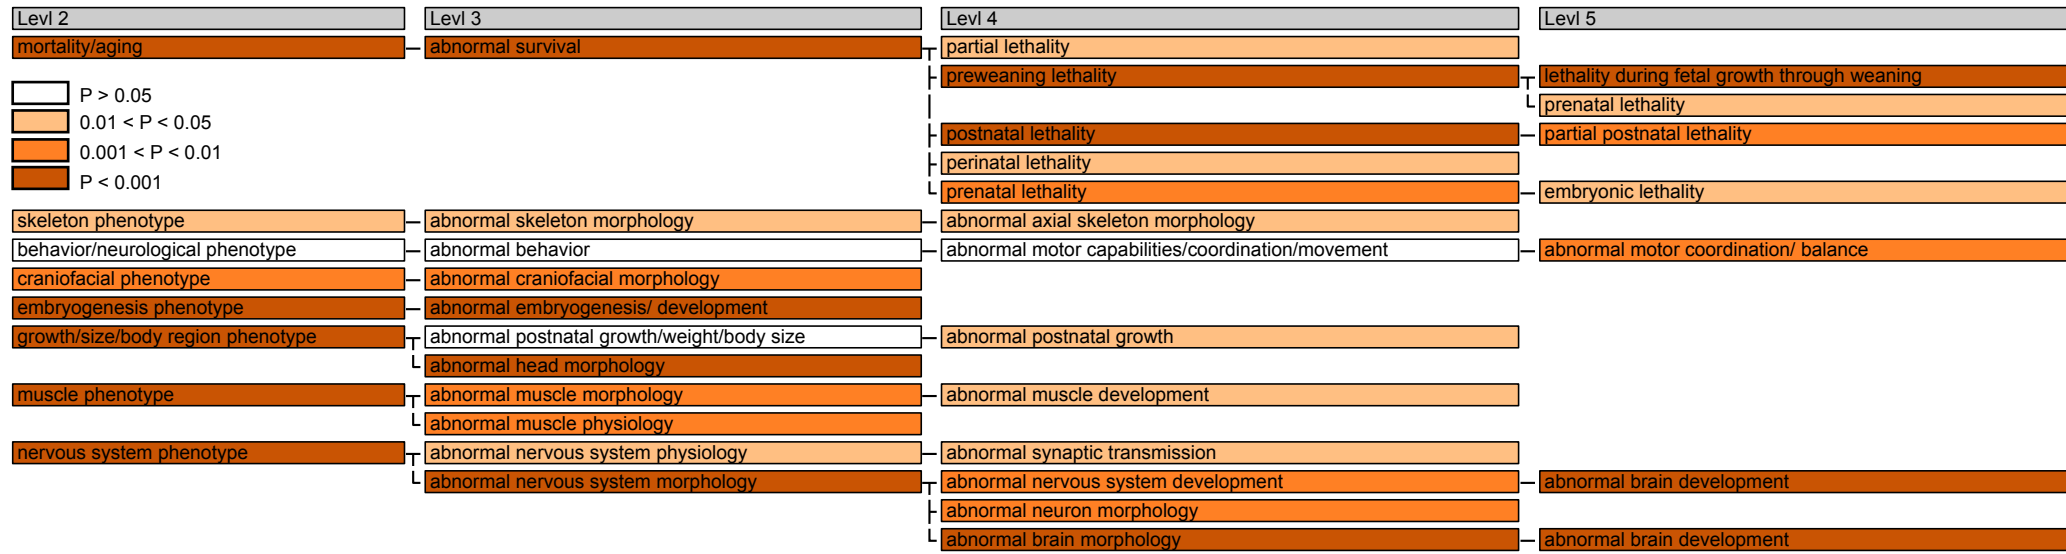 Levl 2 Levl 3 Levl 4 Levl 5
mortality/aging abnormal survival partial lethality
preweaning lethality lethality during fetal growth through weaning
P > 0.05
prenatal lethality
0.01 < P < 0.05
postnatal lethality partial postnatal lethality
0.001 < P < 0.01
perinatal lethality
P < 0.001
prenatal lethality embryonic lethality
skeleton phenotype abnormal skeleton morphology abnormal axial skeleton morphology
behavior/neurological phenotype abnormal behavior abnormal motor capabilities/coordination/movement abnormal motor coordination/ balance
craniofacial phenotype abnormal craniofacial morphology
embryogenesis phenotype abnormal embryogenesis/ development
growth/size/body region phenotype abnormal postnatal growth/weight/body size abnormal postnatal growth
abnormal head morphology
muscle phenotype abnormal muscle morphology abnormal muscle development
abnormal muscle physiology
nervous system phenotype abnormal nervous system physiology abnormal synaptic transmission
abnormal nervous system morphology abnormal nervous system development abnormal brain development
abnormal neuron morphology
abnormal brain morphology abnormal brain development